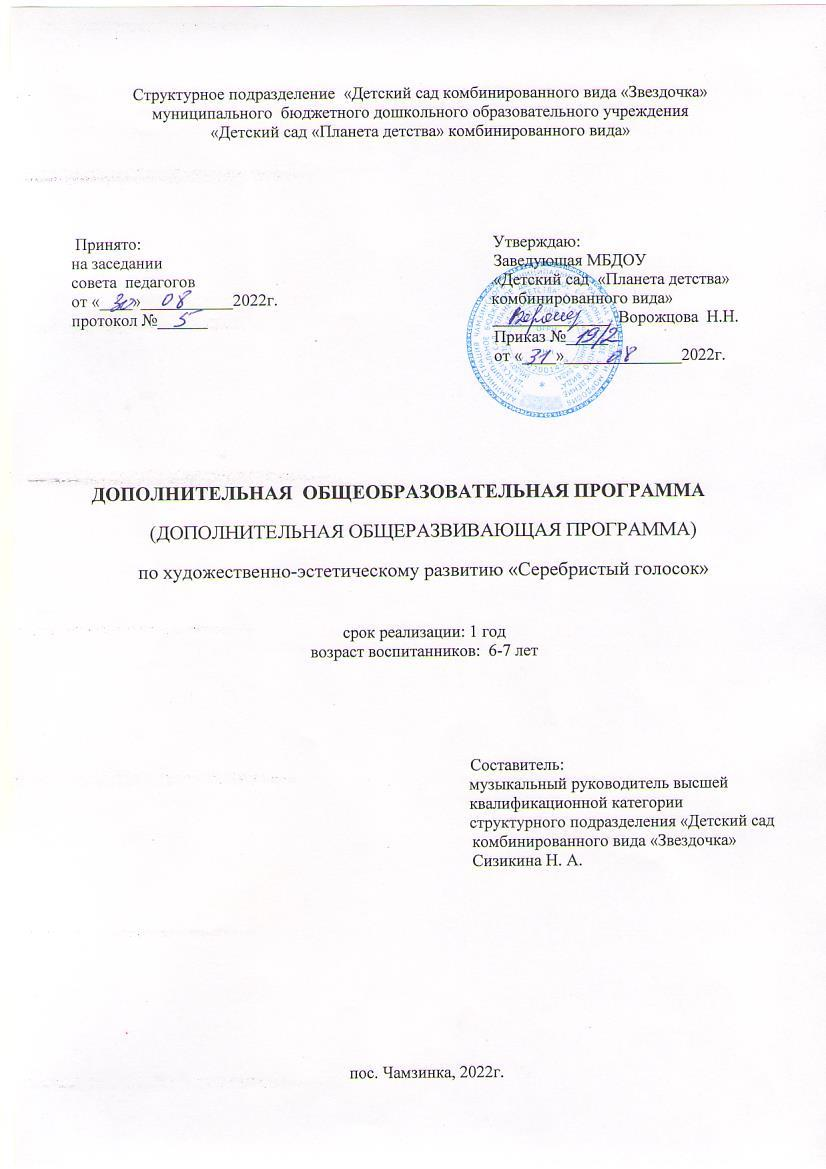 Структурное подразделение «Детский сад комбинированного вида «Звездочка»
муниципального бюджетного дошкольного образовательного учреждения
«Детский сад «Планета детства» комбинированного вида»
Принято:
на заседании
совета педагогов
от «30» 08 2022г.
протокол № 5
Утверждаю:
Заведующая МБДОУ
«Детский сад «Планета детства»
комбинированного вида»
Ворожцова Н.Н.
Приказ № 19/2
от « 31 » 08 2022г.
ДОПОЛНИТЕЛЬНАЯ ОБЩЕОБРАЗОВАТЕЛЬНАЯ ПРОГРАММА
(ДОПОЛНИТЕЛЬНАЯ ОБЩЕРАЗВИВАЮЩАЯ ПРОГРАММА)
по художественно-эстетическому развитию «Серебристый голосок»
срок реализации: 1 год
возраст воспитанников: 6-7 лет
Составитель:
музыкальный руководитель высшей
квалификационной категории
структурного подразделения «Детский сад
комбинированного вида «Звездочка»
Сизикина Н. А.
пос. Чамзинка, 2022г.